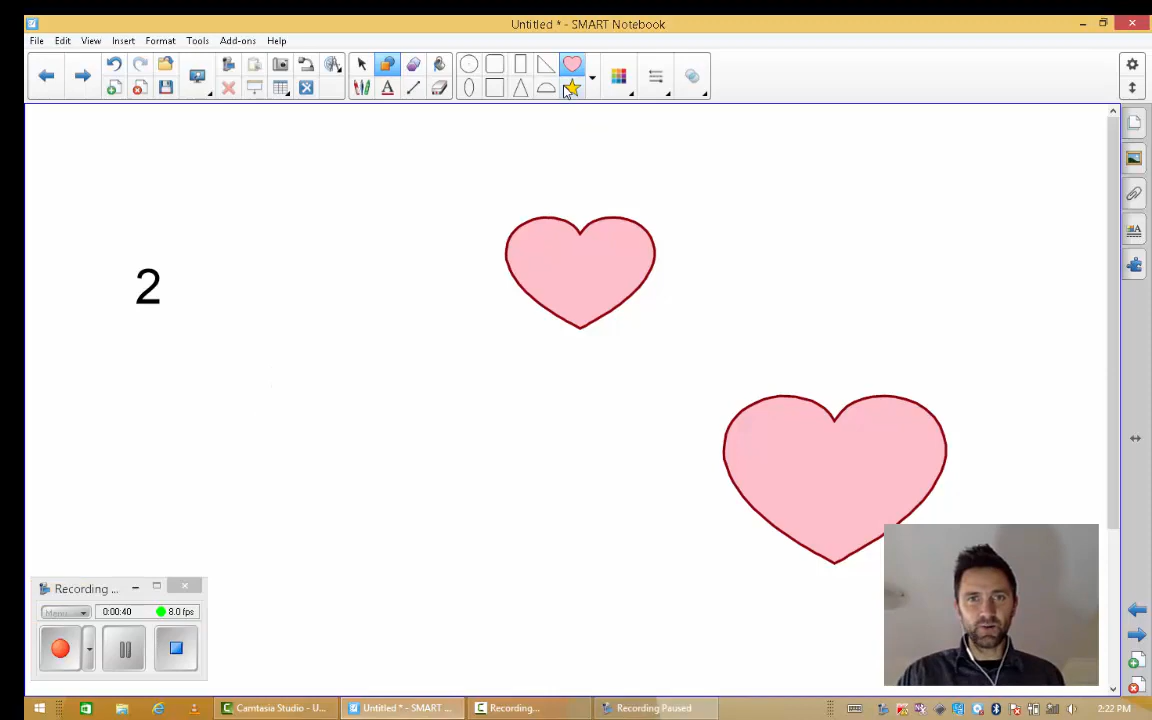 Untitled * - SMART Notebook
File Edit View Insert Format Tools Add-ons Help
2
Recording ...
Menu
0:00:40 8.0 fps
Camtasia Studio - U...
Untitled * - SMART ...
Recording...
Recording Paused
2:22 PM